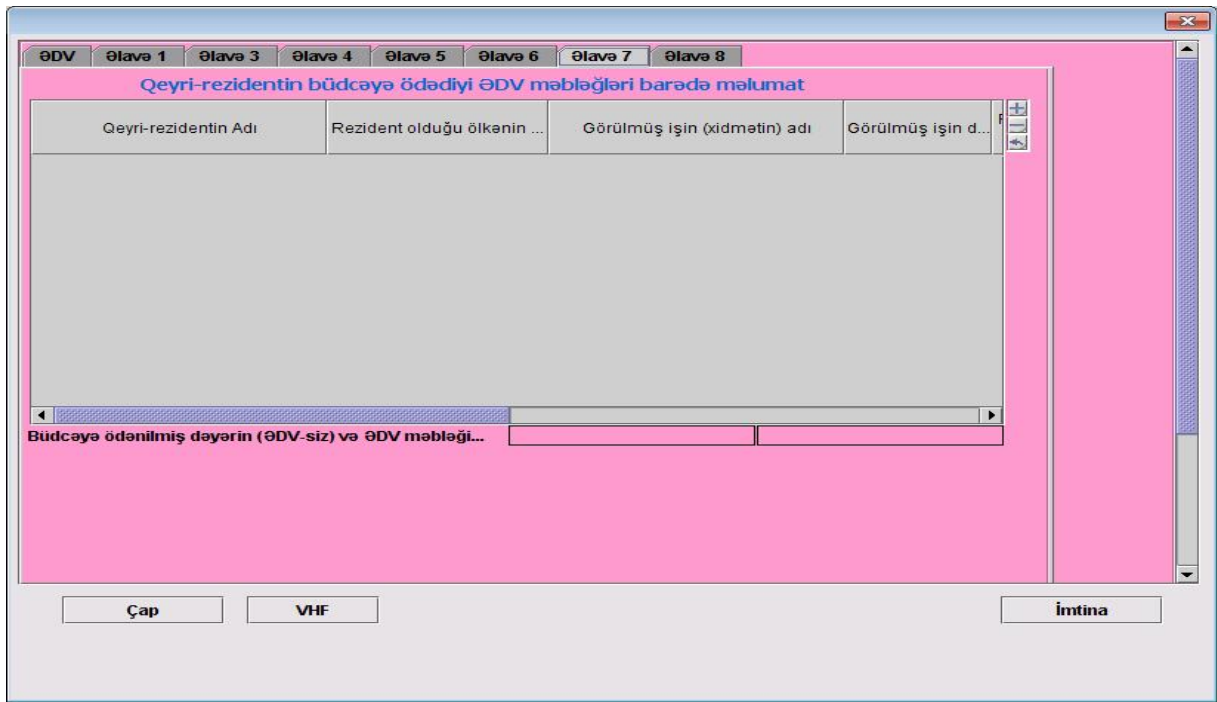 ƏDV Əlavə 1 Əlavə 3 Əlavə 4 Əlavə 5 Əlavə 6 Əlavə 7 Əlavə 8
Qeyri-rezidentin büdcəyə ödədiyi ƏDV məbləğləri barədə məlumat
Qeyri-rezidentin Adı Rezident olduğu ölkənin ... Görülmüş işin (xidmətin) adı Görülmüş işin d...
Büdcəyə ödənilmiş dəyərin (ƏDV-siz) və ƏDV məbləği...
Çap VHF İmtina